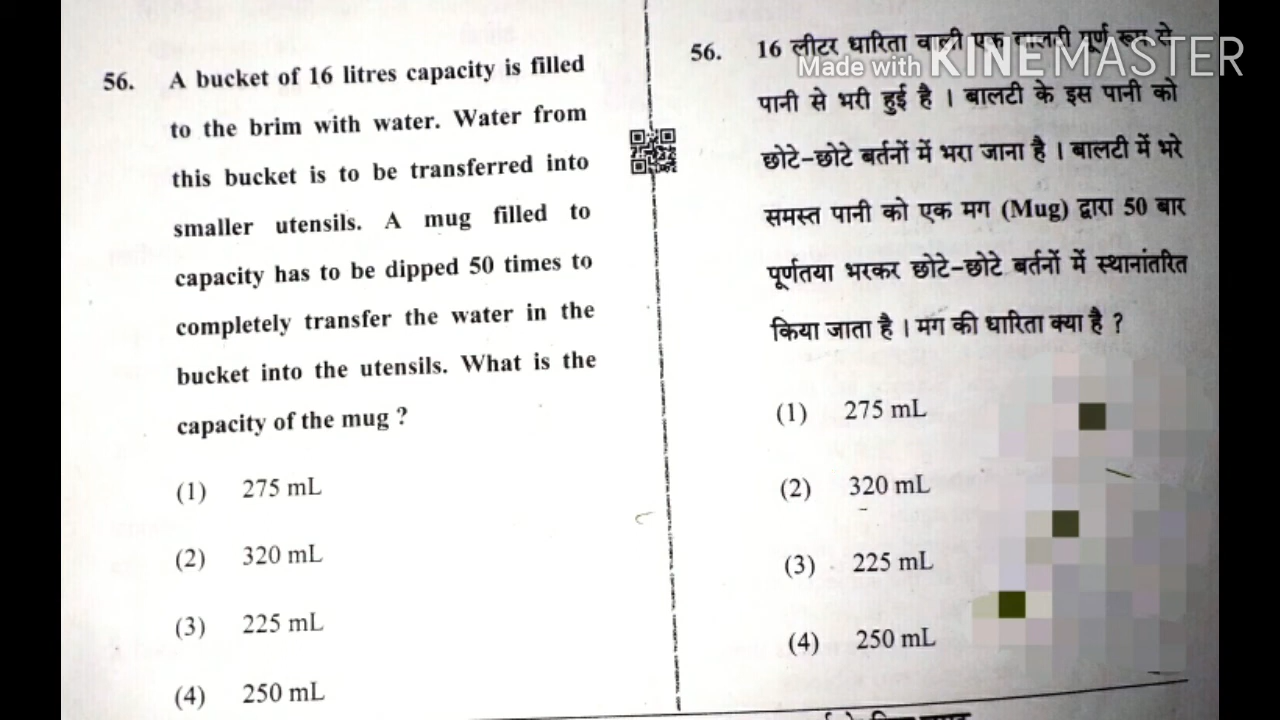 56. A bucket of 16 litres capacity is filled
to the brim with water. Water from
this bucket is to be transferred into
smaller utensils. A mug filled to
capacity has to be dipped 50 times to
completely transfer the water in the
bucket into the utensils. What is the
capacity of the mug ?
(1) 275 mL
(2) 320 mL
(3) 225 mL
(4) 250 mL
56. 16 लीटर धारिता वाली एक बालटी पूर्ण रूप से
पानी से भरी हुई है । बालटी के इस पानी को
छोटे-छोटे बर्तनों में भरा जाना है । बालटी में भरे
समस्त पानी को एक मग (Mug) द्वारा 50 बार
पूर्णतया भरकर छोटे-छोटे बर्तनों में स्थानांतरित
किया जाता है । मग की धारिता क्या है ?
(1) 275 mL
(2) 320 mL
(3) 225 mL
(4) 250 mL
Made with KINEMASTER